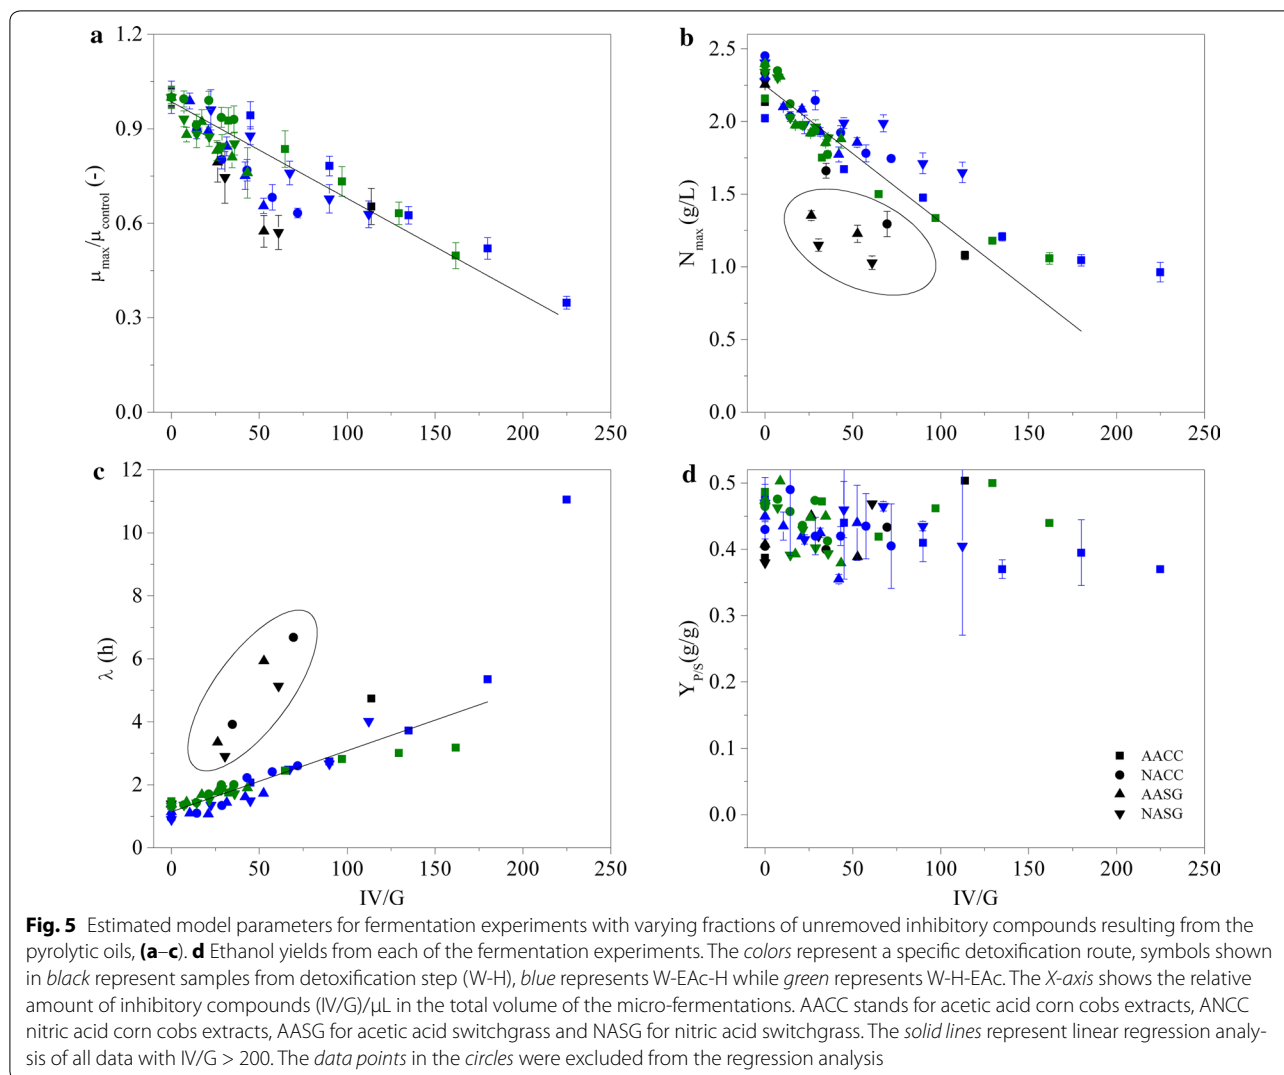 a
1.2
0.9
0.6
0.3
0.0
μmax/μcontrol (-)
0 50 100 150 200 250
b
2.5
2.0
1.5
1.0
0.5
0.0
Nmax (g/L)
0 50 100 150 200 250
c
12
10
8
6
4
2
0
λ (h)
0 50 100 150 200 250
IV/G
d
0.5
0.4
0.3
0.2
0.1
0.0
YP/S(g/g)
AACC
NACC
AASG
NASG
0 50 100 150 200 250
IV/G
Fig. 5 Estimated model parameters for fermentation experiments with varying fractions of unremoved inhibitory compounds resulting from the
pyrolytic oils, (a–c). d Ethanol yields from each of the fermentation experiments. The colors represent a specific detoxification route, symbols shown
in black represent samples from detoxification step (W-H), blue represents W-EAc-H while green represents W-H-EAc. The X-axis shows the relative
amount of inhibitory compounds (IV/G)/μL in the total volume of the micro-fermentations. AACC stands for acetic acid corn cobs extracts, ANCC
nitric acid corn cobs extracts, AASG for acetic acid switchgrass and NASG for nitric acid switchgrass. The solid lines represent linear regression analy-
sis of all data with IV/G > 200. The data points in the circles were excluded from the regression analysis